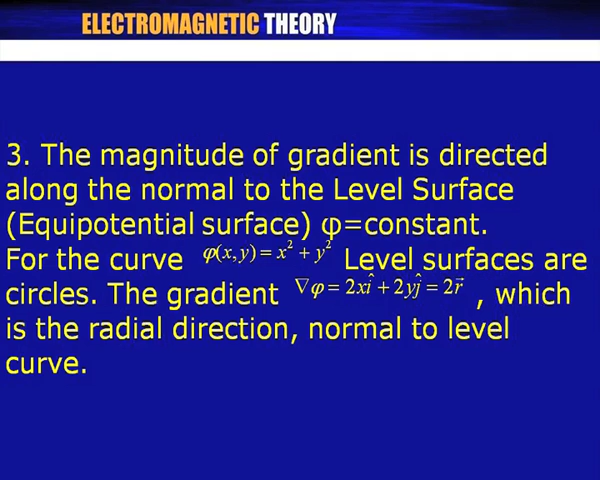 ELECTROMAGNETIC THEORY
3. The magnitude of gradient is directed
along the normal to the Level Surface
(Equipotential surface) φ=constant.
For the curve φ(x, y) = x² + y² Level surfaces are
circles. The gradient ∇φ = 2xî + 2yĵ = 2r⃗ , which
is the radial direction, normal to level
curve.